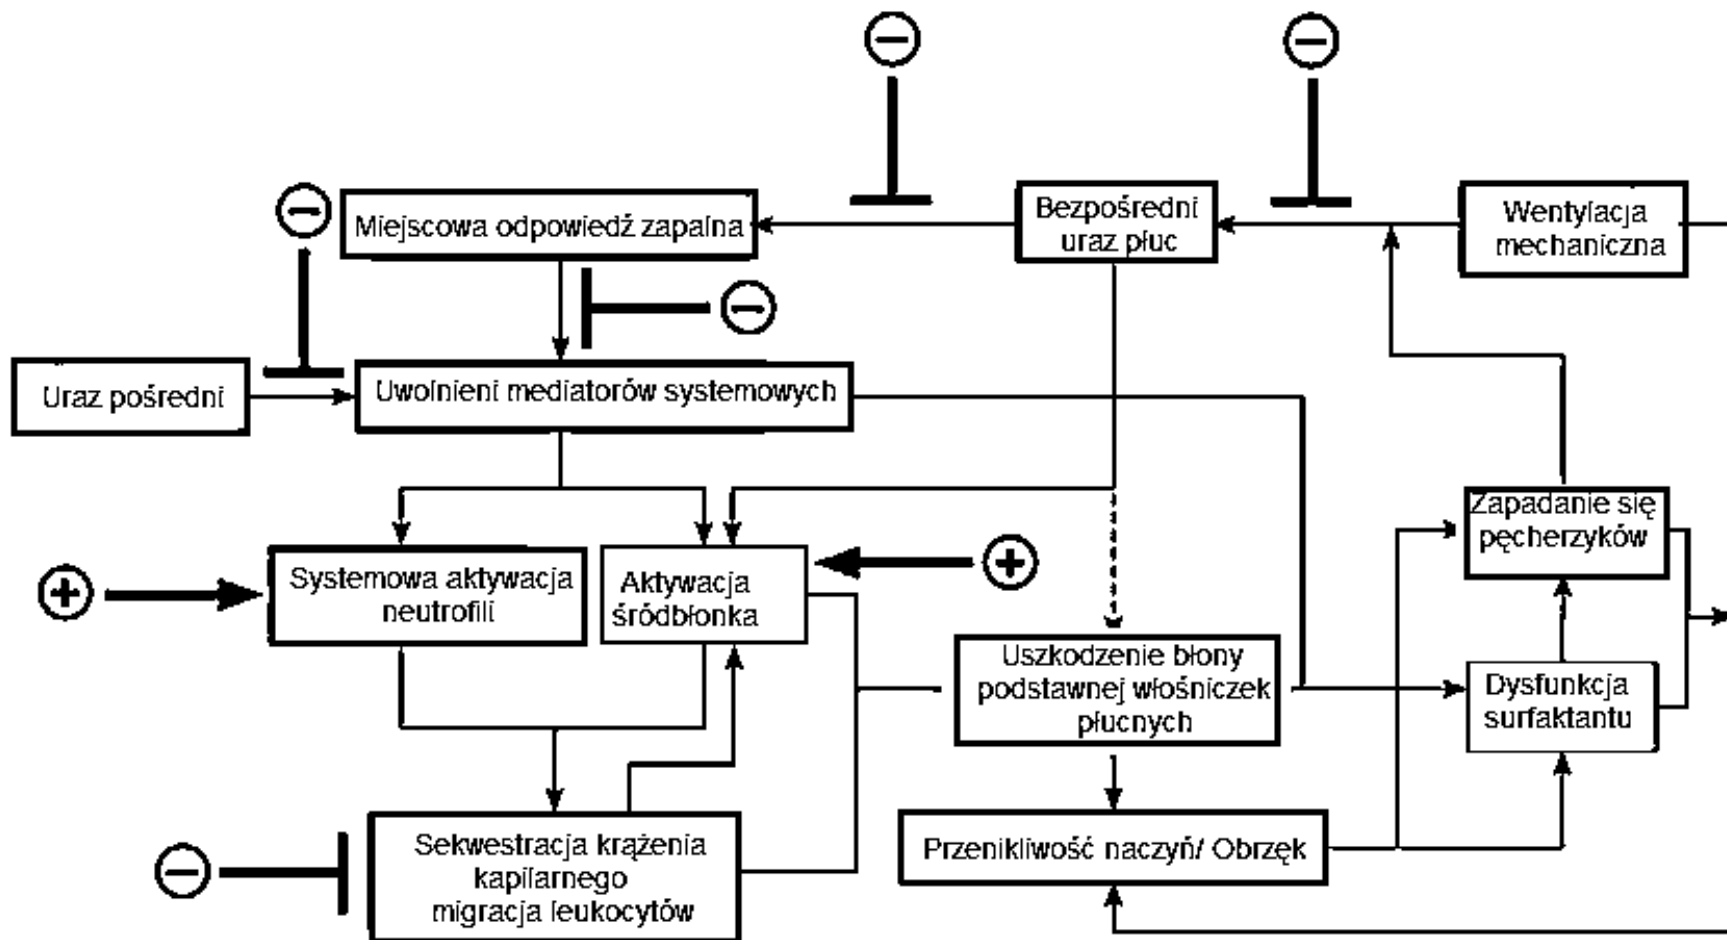 Miejscowa odpowiedź zapalna
Bezpośredni
uraz płuc
Wentylacja
mechaniczna
Uraz pośredni
Uwolnieni mediatorów systemowych
Systemowa aktywacja
neutrofili
Aktywacja
śródbłonka
Zapadanie się
pęcherzyków
Uszkodzenie błony
podstawnej włośniczek
płucnych
Dysfunkcja
surfaktantu
Sekwestracja krążenia
kapilarnego
migracja leukocytów
Przenikliwość naczyń/ Obrzęk